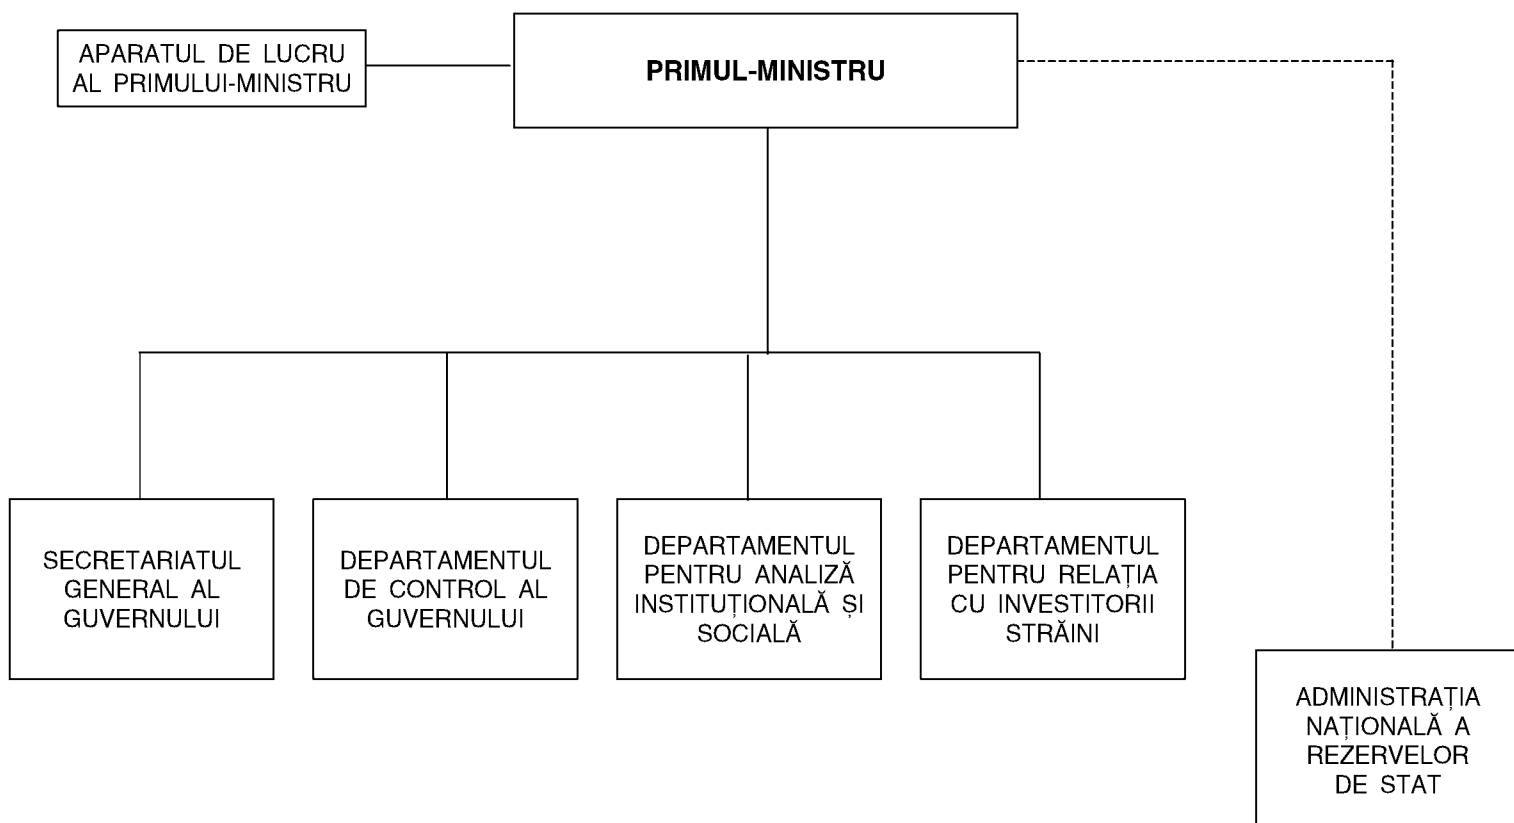 APARATUL DE LUCRU
AL PRIMULUI-MINISTRU
PRIMUL-MINISTRU
SECRETARIATUL
GENERAL AL
GUVERNULUI
DEPARTAMENTUL
DE CONTROL AL
GUVERNULUI
DEPARTAMENTUL
PENTRU ANALIZĂ
INSTITUȚIONALĂ ȘI
SOCIALĂ
DEPARTAMENTUL
PENTRU RELAȚIA
CU INVESTITORII
STRĂINI
ADMINISTRAȚIA
NAȚIONALĂ A
REZERVELOR
DE STAT